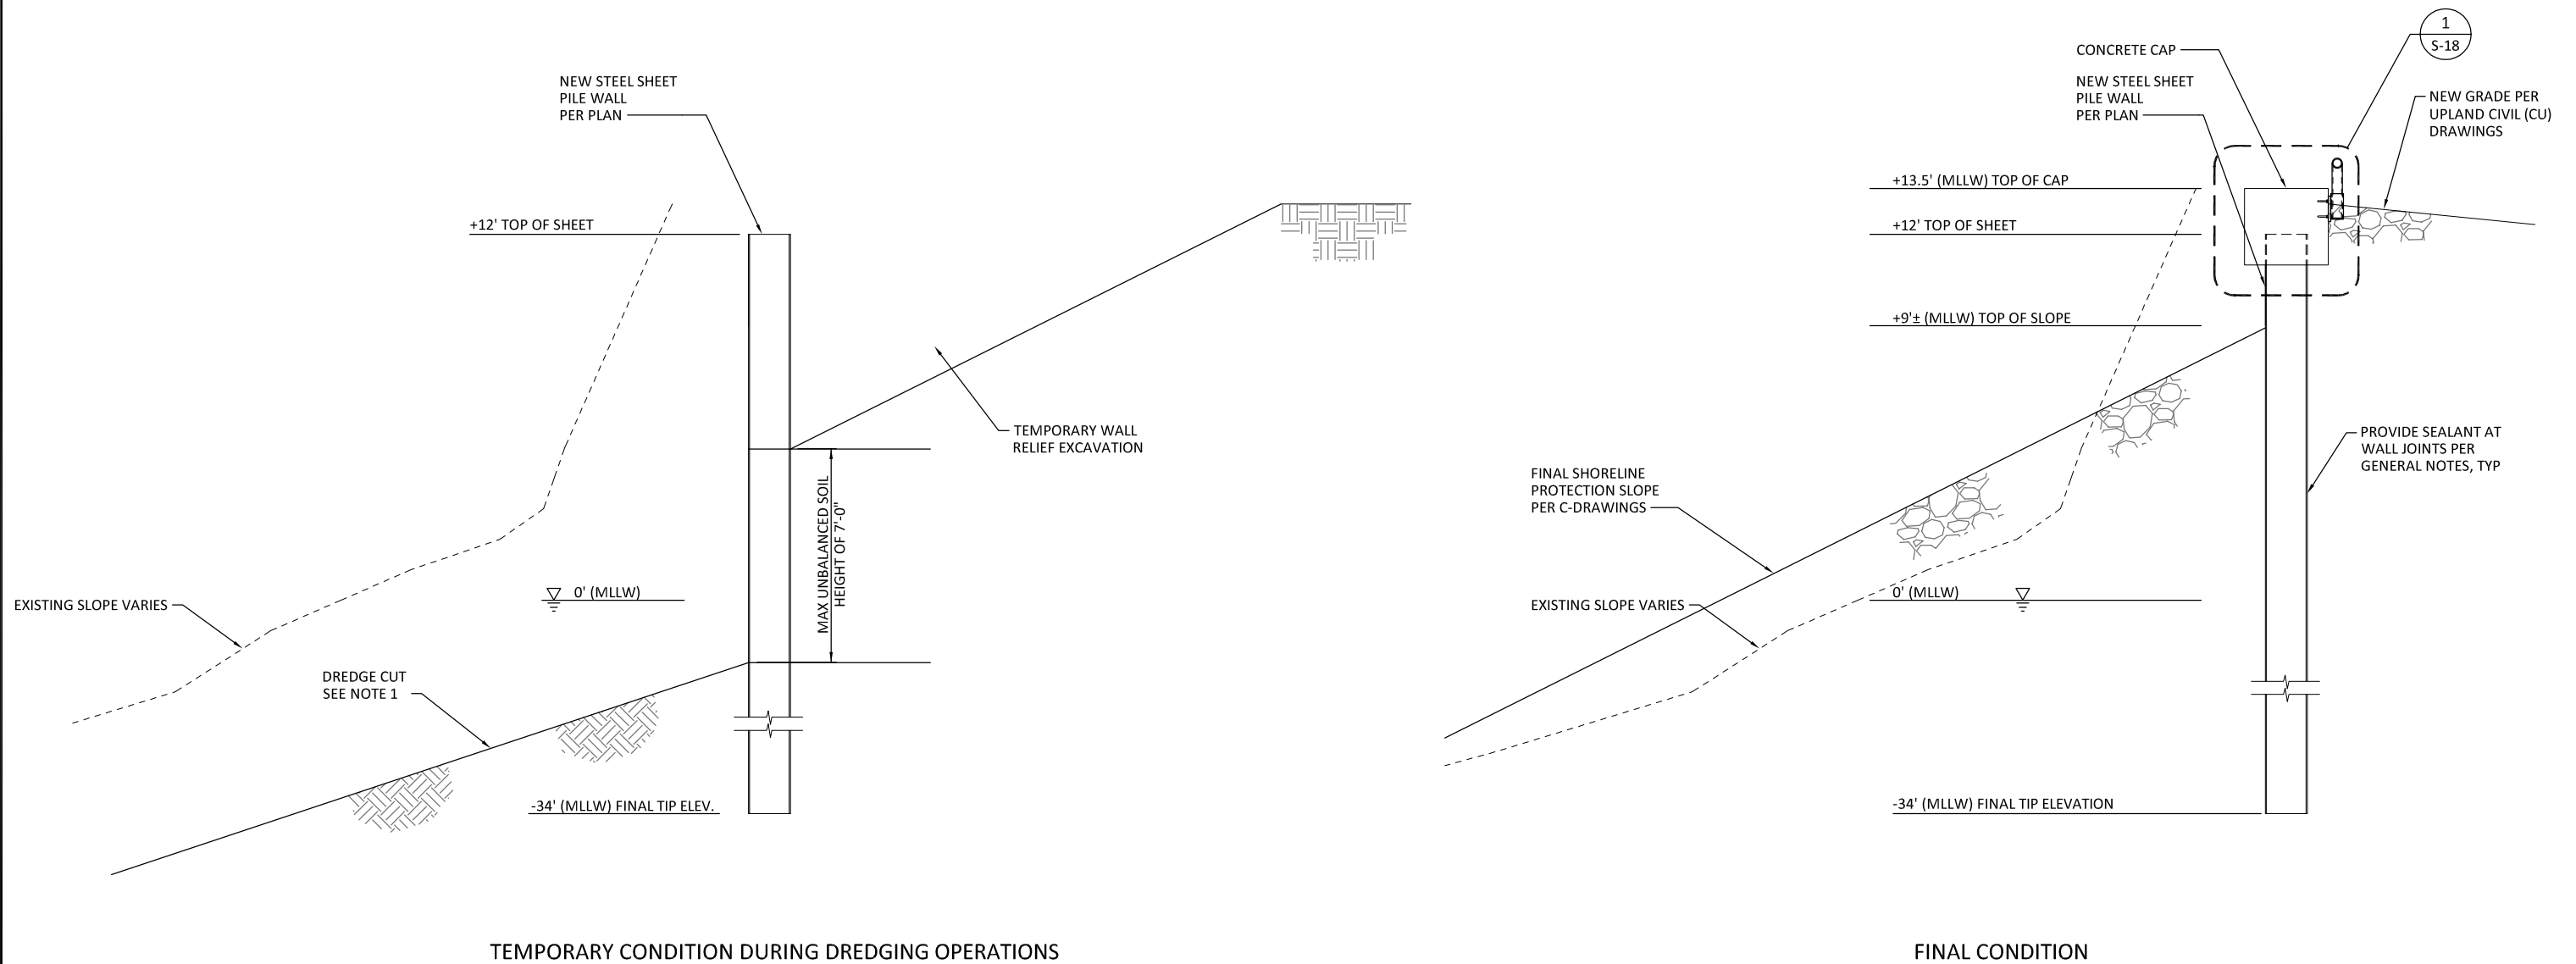 NEW STEEL SHEET
PILE WALL
PER PLAN
+12' TOP OF SHEET
TEMPORARY WALL
RELIEF EXCAVATION
MAX UNBALANCED SOIL
HEIGHT OF 7'-0"
0' (MLLW)
EXISTING SLOPE VARIES
DREDGE CUT
SEE NOTE 1
-34' (MLLW) FINAL TIP ELEV.
TEMPORARY CONDITION DURING DREDGING OPERATIONS
1
S-18
CONCRETE CAP
NEW STEEL SHEET
PILE WALL
PER PLAN
NEW GRADE PER
UPLAND CIVIL (CU)
DRAWINGS
+13.5' (MLLW) TOP OF CAP
+12' TOP OF SHEET
+9'± (MLLW) TOP OF SLOPE
PROVIDE SEALANT AT
WALL JOINTS PER
GENERAL NOTES, TYP
FINAL SHORELINE
PROTECTION SLOPE
PER C-DRAWINGS
0' (MLLW)
EXISTING SLOPE VARIES
-34' (MLLW) FINAL TIP ELEVATION
FINAL CONDITION